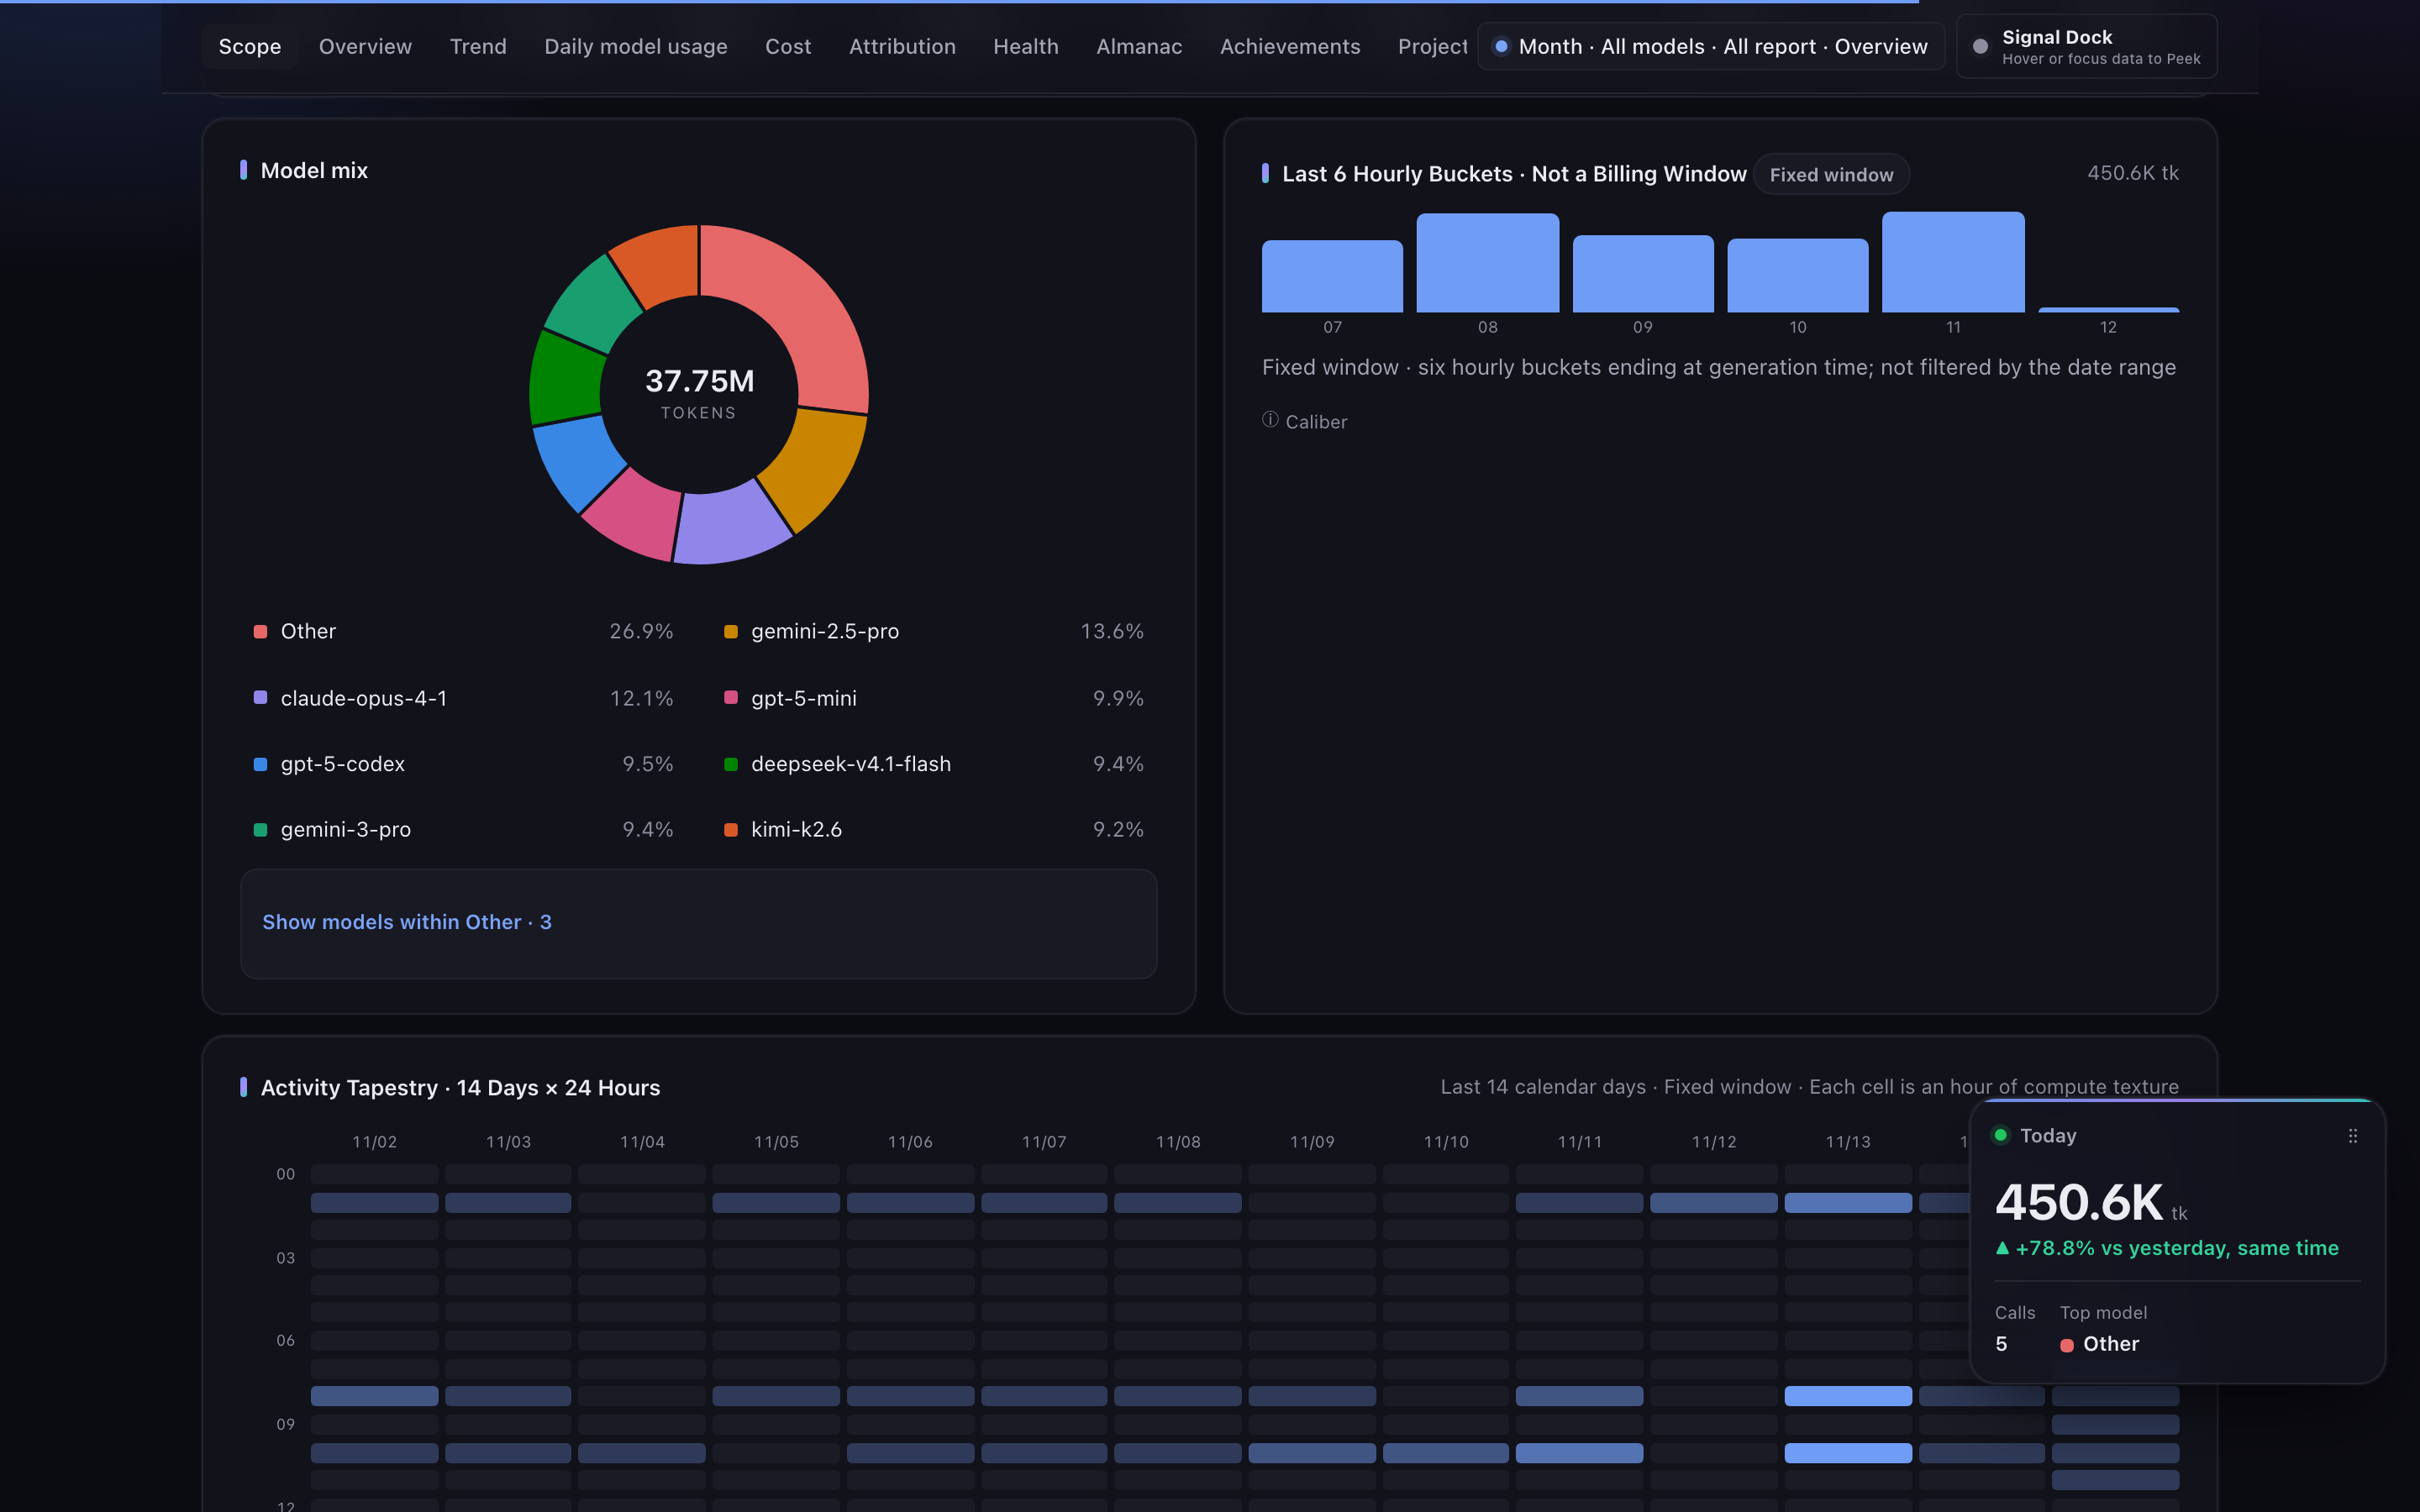 Scope Overview Trend Daily model usage Cost Attribution Health Almanac Achievements Project
Month · All models · All report · Overview
Signal Dock
Hover or focus data to Peek
Model mix
37.75M
TOKENS
Other 26.9%
gemini-2.5-pro 13.6%
claude-opus-4-1 12.1%
gpt-5-mini 9.9%
gpt-5-codex 9.5%
deepseek-v4.1-flash 9.4%
gemini-3-pro 9.4%
kimi-k2.6 9.2%
Show models within Other · 3
Last 6 Hourly Buckets · Not a Billing Window Fixed window 450.6K tk
07 08 09 10 11 12
Fixed window · six hourly buckets ending at generation time; not filtered by the date range
ⓘ Caliber
Activity Tapestry · 14 Days × 24 Hours
Last 14 calendar days · Fixed window · Each cell is an hour of compute texture
11/02 11/03 11/04 11/05 11/06 11/07 11/08 11/09 11/10 11/11 11/12 11/13
00
03
06
09
12
Today
450.6K tk
▲ +78.8% vs yesterday, same time
Calls Top model
5 Other